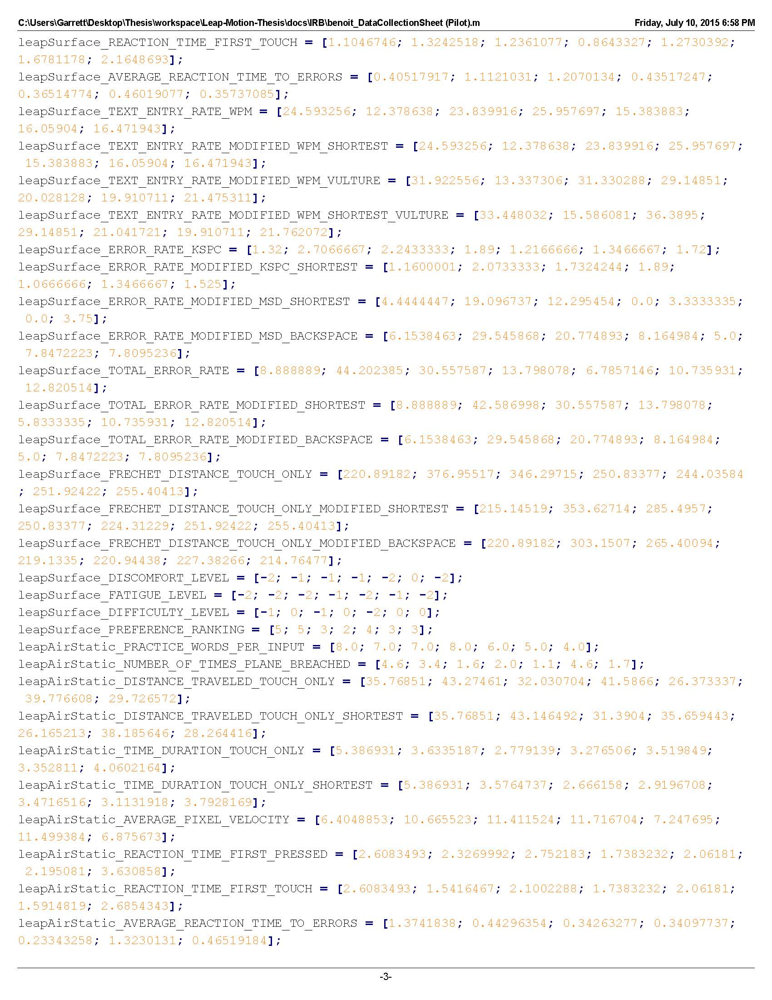 C:\Users\Garrett\Desktop\Thesis\workspace\Leap-Motion-Thesis\docs\IRB\benoit_DataCollectionSheet (Pilot).m Friday, July 10, 2015 6:58 PM
leapSurface_REACTION_TIME_FIRST_TOUCH = [1.1046746; 1.3242518; 1.2361077; 0.8643327; 1.2730392;
1.6781178; 2.1648693];
leapSurface_AVERAGE_REACTION_TIME_TO_ERRORS = [0.40517917; 1.1121031; 1.2070134; 0.43517247;
0.36514774; 0.46019077; 0.35737085];
leapSurface_TEXT_ENTRY_RATE_WPM = [24.593256; 12.378638; 23.839916; 25.957697; 15.383883;
16.05904; 16.471943];
leapSurface_TEXT_ENTRY_RATE_MODIFIED_WPM_SHORTEST = [24.593256; 12.378638; 23.839916; 25.957697;
15.383883; 16.05904; 16.471943];
leapSurface_TEXT_ENTRY_RATE_MODIFIED_WPM_VULTURE = [31.922556; 13.337306; 31.330288; 29.14851;
20.028128; 19.910711; 21.475311];
leapSurface_TEXT_ENTRY_RATE_MODIFIED_WPM_SHORTEST_VULTURE = [33.448032; 15.586081; 36.3895;
29.14851; 21.041721; 19.910711; 21.762072];
leapSurface_ERROR_RATE_KSPC = [1.32; 2.7066667; 2.2433333; 1.89; 1.2166666; 1.3466667; 1.72];
leapSurface_ERROR_RATE_MODIFIED_KSPC_SHORTEST = [1.1600001; 2.0733333; 1.7324244; 1.89;
1.0666666; 1.3466667; 1.525];
leapSurface_ERROR_RATE_MODIFIED_MSD_SHORTEST = [4.4444447; 19.096737; 12.295454; 0.0; 3.3333335;
0.0; 3.75];
leapSurface_ERROR_RATE_MODIFIED_MSD_BACKSPACE = [6.1538463; 29.545868; 20.774893; 8.164984; 5.0;
7.8472223; 7.8095236];
leapSurface_TOTAL_ERROR_RATE = [8.888889; 44.202385; 30.557587; 13.798078; 6.7857146; 10.735931;
12.820514];
leapSurface_TOTAL_ERROR_RATE_MODIFIED_SHORTEST = [8.888889; 42.586998; 30.557587; 13.798078;
5.8333335; 10.735931; 12.820514];
leapSurface_TOTAL_ERROR_RATE_MODIFIED_BACKSPACE = [6.1538463; 29.545868; 20.774893; 8.164984;
5.0; 7.8472223; 7.8095236];
leapSurface_FRECHET_DISTANCE_TOUCH_ONLY = [220.89182; 376.95517; 346.29715; 250.83377; 244.03584
; 251.92422; 255.40413];
leapSurface_FRECHET_DISTANCE_TOUCH_ONLY_MODIFIED_SHORTEST = [215.14519; 353.62714; 285.4957;
250.83377; 224.31229; 251.92422; 255.40413];
leapSurface_FRECHET_DISTANCE_TOUCH_ONLY_MODIFIED_BACKSPACE = [220.89182; 303.1507; 265.40094;
219.1335; 220.94438; 227.38266; 214.76477];
leapSurface_DISCOMFORT_LEVEL = [-2; -1; -1; -1; -2; 0; -2];
leapSurface_FATIGUE_LEVEL = [-2; -2; -2; -1; -2; -1; -2];
leapSurface_DIFFICULTY_LEVEL = [-1; 0; -1; 0; -2; 0; 0];
leapSurface_PREFERENCE_RANKING = [5; 5; 3; 2; 4; 3; 3];
leapAirStatic_PRACTICE_WORDS_PER_INPUT = [8.0; 7.0; 7.0; 8.0; 6.0; 5.0; 4.0];
leapAirStatic_NUMBER_OF_TIMES_PLANE_BREACHED = [4.6; 3.4; 1.6; 2.0; 1.1; 4.6; 1.7];
leapAirStatic_DISTANCE_TRAVELED_TOUCH_ONLY = [35.76851; 43.27461; 32.030704; 41.5866; 26.373337;
39.776608; 29.726572];
leapAirStatic_DISTANCE_TRAVELED_TOUCH_ONLY_SHORTEST = [35.76851; 43.146492; 31.3904; 35.659443;
26.165213; 38.185646; 28.264416];
leapAirStatic_TIME_DURATION_TOUCH_ONLY = [5.386931; 3.6335187; 2.779139; 3.276506; 3.519849;
3.352811; 4.0602164];
leapAirStatic_TIME_DURATION_TOUCH_ONLY_SHORTEST = [5.386931; 3.5764737; 2.666158; 2.9196708;
3.4716516; 3.1131918; 3.7928169];
leapAirStatic_AVERAGE_PIXEL_VELOCITY = [6.4048853; 10.665523; 11.411524; 11.716704; 7.247695;
11.499384; 6.875673];
leapAirStatic_REACTION_TIME_FIRST_PRESSED = [2.6083493; 2.3269992; 2.752183; 1.7383232; 2.06181;
2.195081; 3.630858];
leapAirStatic_REACTION_TIME_FIRST_TOUCH = [2.6083493; 1.5416467; 2.1002288; 1.7383232; 2.06181;
1.5914819; 2.6854343];
leapAirStatic_AVERAGE_REACTION_TIME_TO_ERRORS = [1.3741838; 0.44296354; 0.34263277; 0.34097737;
0.23343258; 1.3230131; 0.46519184];
-3-